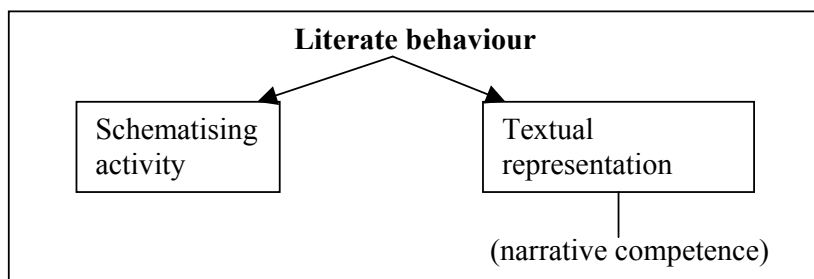 Literate behaviour
Schematising
activity
Textual
representation
(narrative competence)